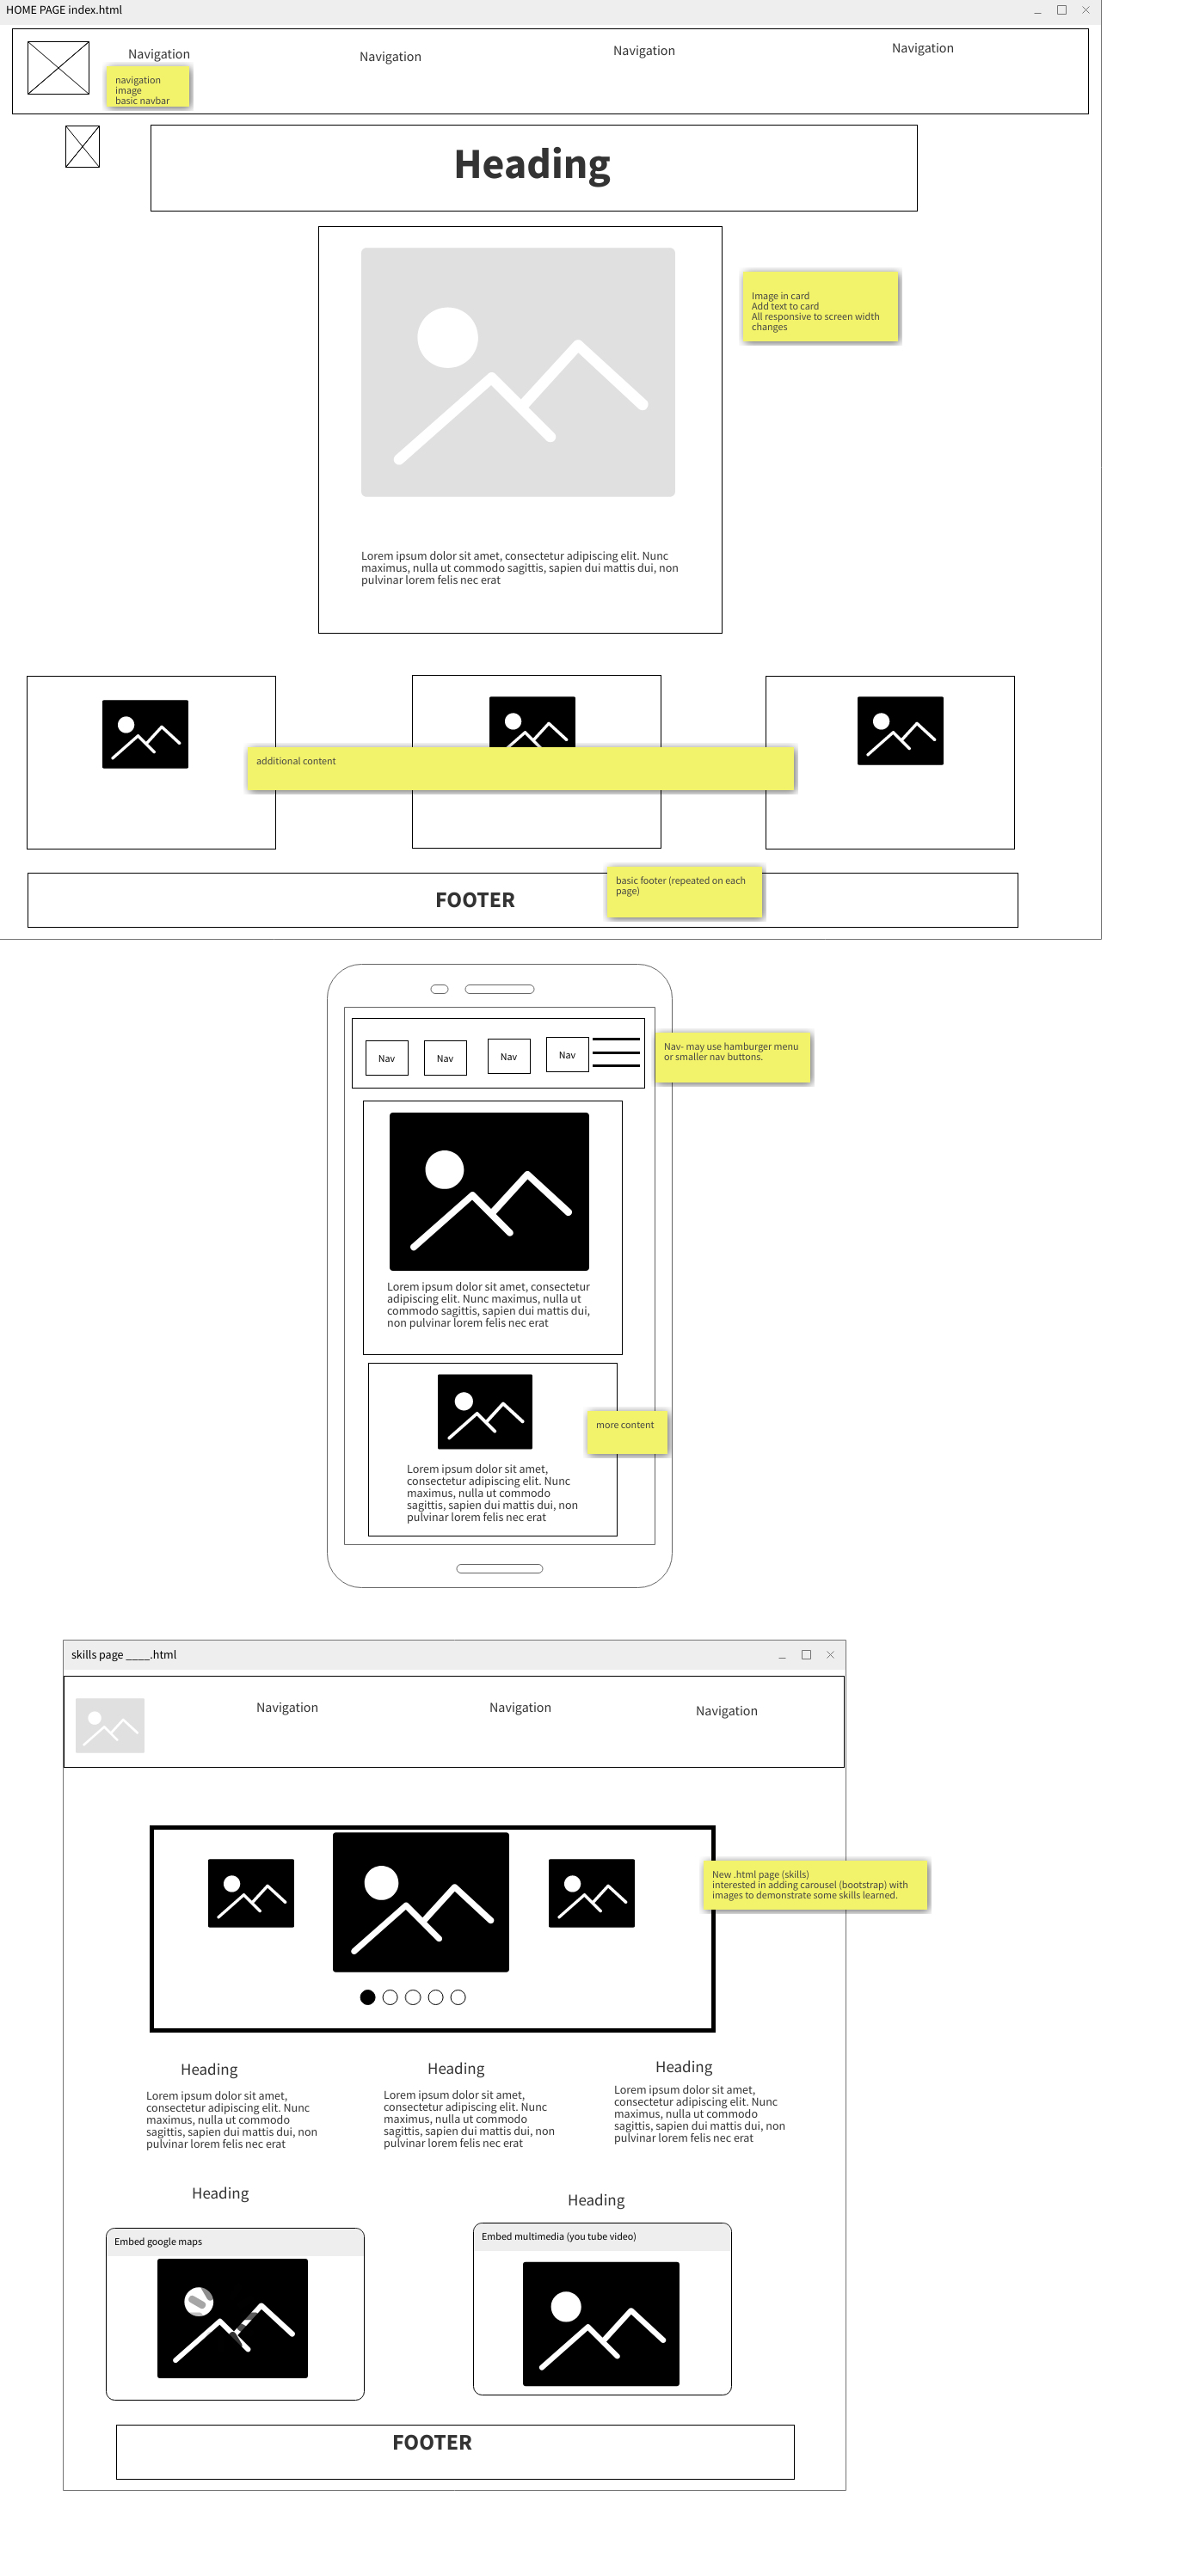 HOME PAGE index.html
Navigation
Navigation
Navigation
Navigation
navigation
image
basic navbar
Heading
Image in card
Add text to card
All responsive to screen width
changes
Lorem ipsum dolor sit amet, consectetur adipiscing elit. Nunc
maximus, nulla ut commodo sagittis, sapien dui mattis dui, non
pulvinar lorem felis nec erat
additional content
FOOTER
basic footer (repeated on each
page)
Nav
Nav
Nav
Nav
Nav- may use hamburger menu
or smaller nav buttons.
Lorem ipsum dolor sit amet, consectetur
adipiscing elit. Nunc maximus, nulla ut
commodo sagittis, sapien dui mattis dui,
non pulvinar lorem felis nec erat
more content
Lorem ipsum dolor sit amet,
consectetur adipiscing elit. Nunc
maximus, nulla ut commodo
sagittis, sapien dui mattis dui, non
pulvinar lorem felis nec erat
skills page ____.html
Navigation
Navigation
Navigation
New .html page (skills)
interested in adding carousel (bootstrap) with
images to demonstrate some skills learned.
Heading
Lorem ipsum dolor sit amet,
consectetur adipiscing elit. Nunc
maximus, nulla ut commodo
sagittis, sapien dui mattis dui, non
pulvinar lorem felis nec erat
Heading
Lorem ipsum dolor sit amet,
consectetur adipiscing elit. Nunc
maximus, nulla ut commodo
sagittis, sapien dui mattis dui, non
pulvinar lorem felis nec erat
Heading
Lorem ipsum dolor sit amet,
consectetur adipiscing elit. Nunc
maximus, nulla ut commodo
sagittis, sapien dui mattis dui, non
pulvinar lorem felis nec erat
Heading
Embed google maps
Heading
Embed multimedia (you tube video)
FOOTER